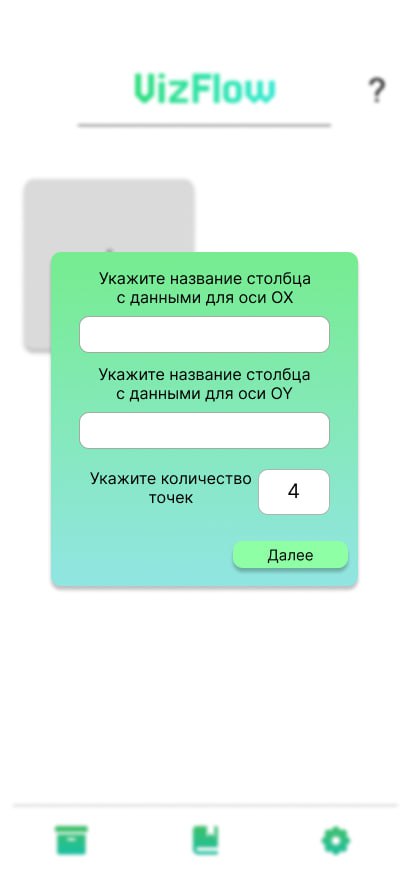 VizFlow
?
Укажите название столбца
с данными для оси OX
Укажите название столбца
с данными для оси OY
Укажите количество
точек
4
Далее